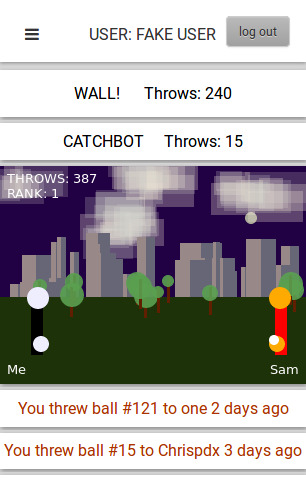 USER: FAKE USER
log out
WALL! Throws: 240
CATCHBOT Throws: 15
THROWS: 387
RANK: 1
Me
Sam
You threw ball #121 to one 2 days ago
You threw ball #15 to Chrispdx 3 days ago